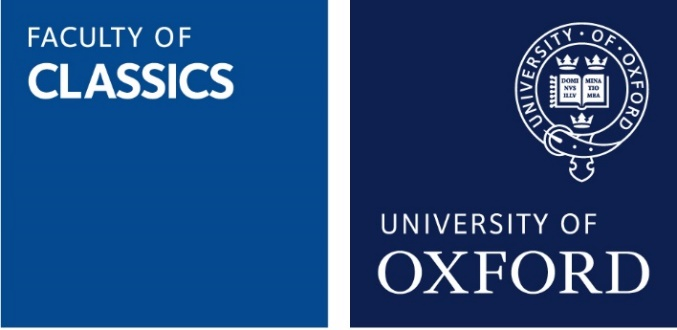 FACULTY OF
CLASSICS
UNIVERSITY · OF · OXFORD
DOMI MINA
NVS TIO
ILLV MEA
UNIVERSITY OF
OXFORD